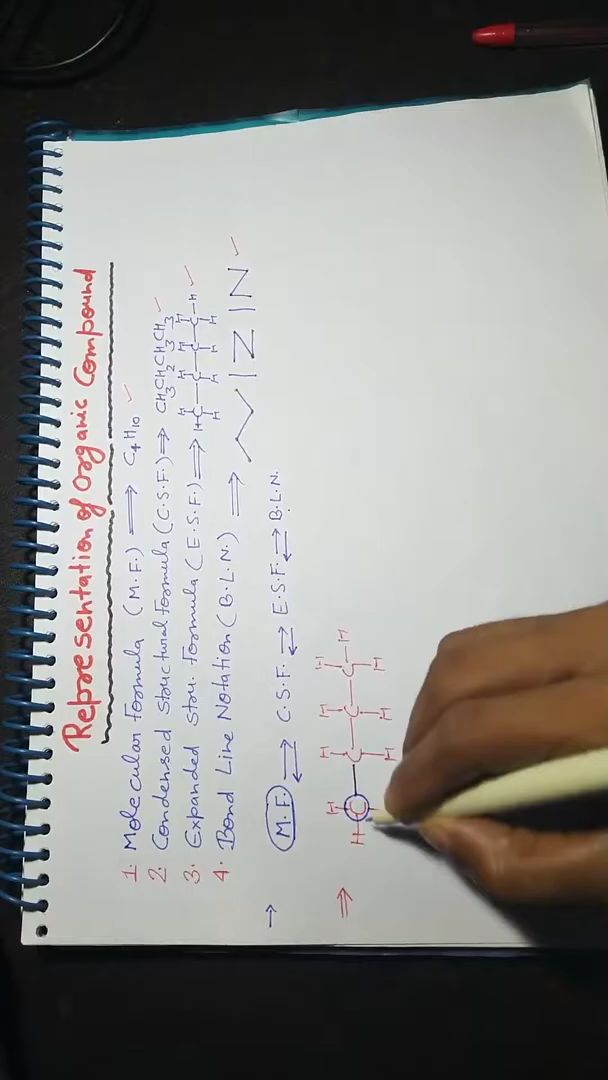 Representation of Organic Compound
1. Molecular formula (M.F.) ⟹ C4H10 ✓
2. Condensed structural formula (C.S.F.) ⟹ CH3CH2CH2CH3 ✓
3. Expanded stru. formula (E.S.F.) ⟹ ✓
4. Bond Line Notation (B.L.N.) ⟹ ✓
→ M.F. ⇌ C.S.F. ⇌ E.S.F. ⇌ B.L.N.
H H H
⇒ H-C-C-C-C-H
H H